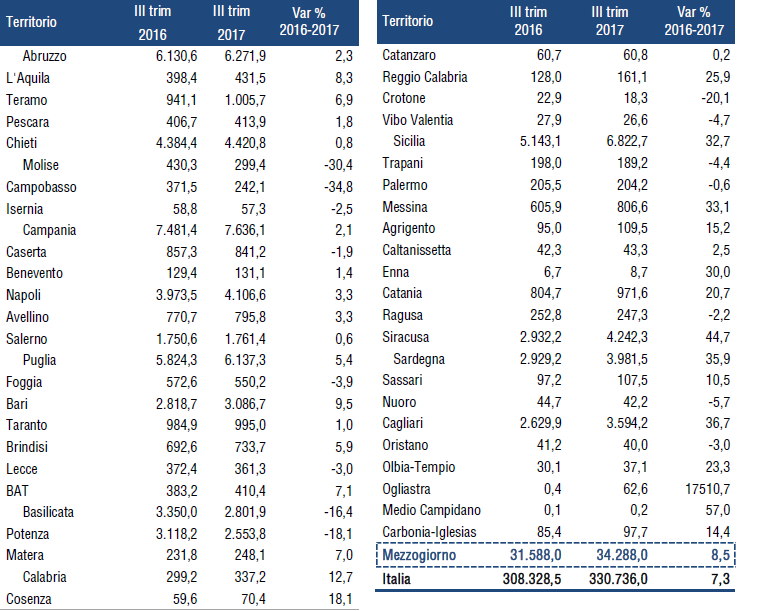 Territorio III trim 2016 III trim 2017 Var % 2016-2017
Abruzzo 6.130,6 6.271,9 2,3
L'Aquila 398,4 431,5 8,3
Teramo 941,1 1.005,7 6,9
Pescara 406,7 413,9 1,8
Chieti 4.384,4 4.420,8 0,8
Molise 430,3 299,4 -30,4
Campobasso 371,5 242,1 -34,8
Isernia 58,8 57,3 -2,5
Campania 7.481,4 7.636,1 2,1
Caserta 857,3 841,2 -1,9
Benevento 129,4 131,1 1,4
Napoli 3.973,5 4.106,6 3,3
Avellino 770,7 795,8 3,3
Salerno 1.750,6 1.761,4 0,6
Puglia 5.824,3 6.137,3 5,4
Foggia 572,6 550,2 -3,9
Bari 2.818,7 3.086,7 9,5
Taranto 984,9 995,0 1,0
Brindisi 692,6 733,7 5,9
Lecce 372,4 361,3 -3,0
BAT 383,2 410,4 7,1
Basilicata 3.350,0 2.801,9 -16,4
Potenza 3.118,2 2.553,8 -18,1
Matera 231,8 248,1 7,0
Calabria 299,2 337,2 12,7
Cosenza 59,6 70,4 18,1
Territorio III trim 2016 III trim 2017 Var % 2016-2017
Catanzaro 60,7 60,8 0,2
Reggio Calabria 128,0 161,1 25,9
Crotone 22,9 18,3 -20,1
Vibo Valentia 27,9 26,6 -4,7
Sicilia 5.143,1 6.822,7 32,7
Trapani 198,0 189,2 -4,4
Palermo 205,5 204,2 -0,6
Messina 605,9 806,6 33,1
Agrigento 95,0 109,5 15,2
Caltanissetta 42,3 43,3 2,5
Enna 6,7 8,7 30,0
Catania 804,7 971,6 20,7
Ragusa 252,8 247,3 -2,2
Siracusa 2.932,2 4.242,3 44,7
Sardegna 2.929,2 3.981,5 35,9
Sassari 97,2 107,5 10,5
Nuoro 44,7 42,2 -5,7
Cagliari 2.629,9 3.594,2 36,7
Oristano 41,2 40,0 -3,0
Olbia-Tempio 30,1 37,1 23,3
Ogliastra 0,4 62,6 17510,7
Medio Campidano 0,1 0,2 57,0
Carbonia-Iglesias 85,4 97,7 14,4
Mezzogiorno 31.588,0 34.288,0 8,5
Italia 308.328,5 330.736,0 7,3